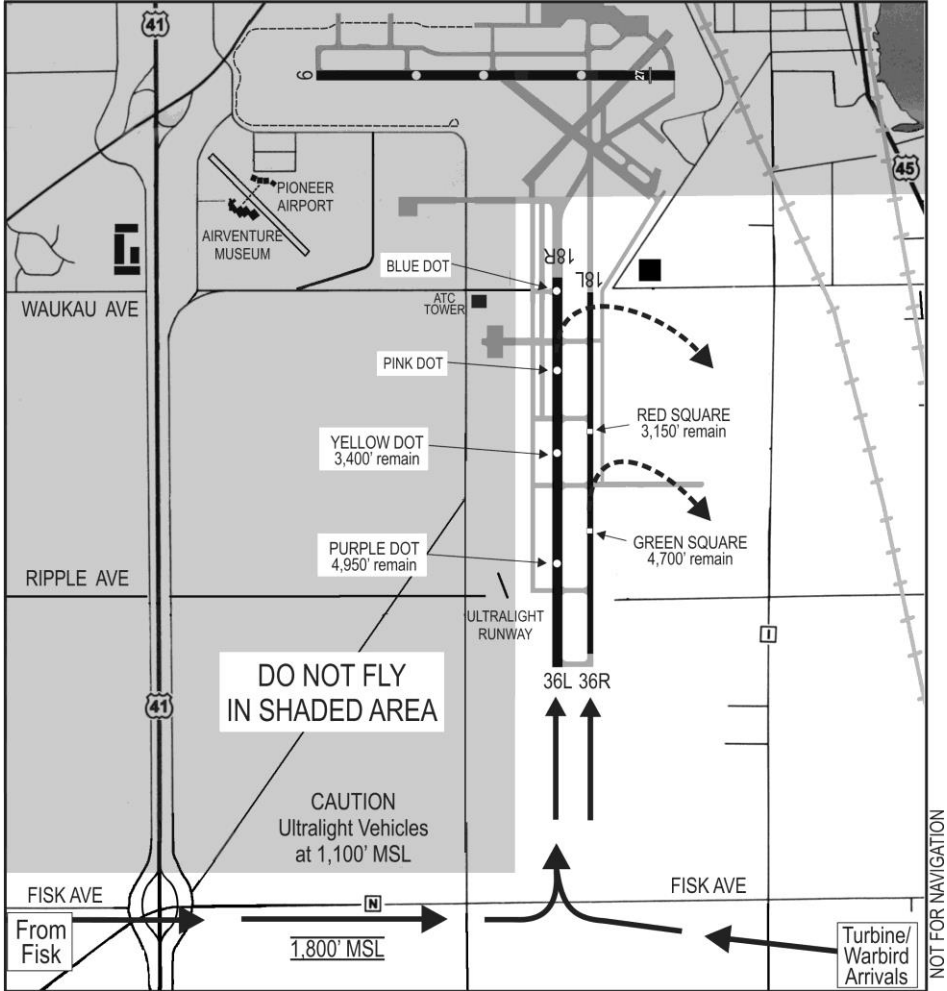 41
9
27
45
PIONEER
AIRPORT
AIRVENTURE
MUSEUM
18R
BLUE DOT
18L
WAUKAU AVE
ATC
TOWER
PINK DOT
RED SQUARE
3,150' remain
YELLOW DOT
3,400' remain
GREEN SQUARE
4,700' remain
PURPLE DOT
4,950' remain
RIPPLE AVE
ULTRALIGHT
RUNWAY
I
DO NOT FLY
IN SHADED AREA
36L 36R
41
CAUTION
Ultralight Vehicles
at 1,100' MSL
FISK AVE
N
FISK AVE
From
Fisk
1,800' MSL
Turbine/
Warbird
Arrivals
NOT FOR NAVIGATION